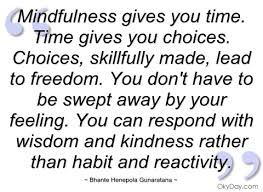 Mindfulness gives you time.
Time gives you choices.
Choices, skillfully made, lead
to freedom. You don't have to
be swept away by your
feeling. You can respond with
wisdom and kindness rather
than habit and reactivity.
~ Bhante Henepola Gunaratana ~
OkyDay.com